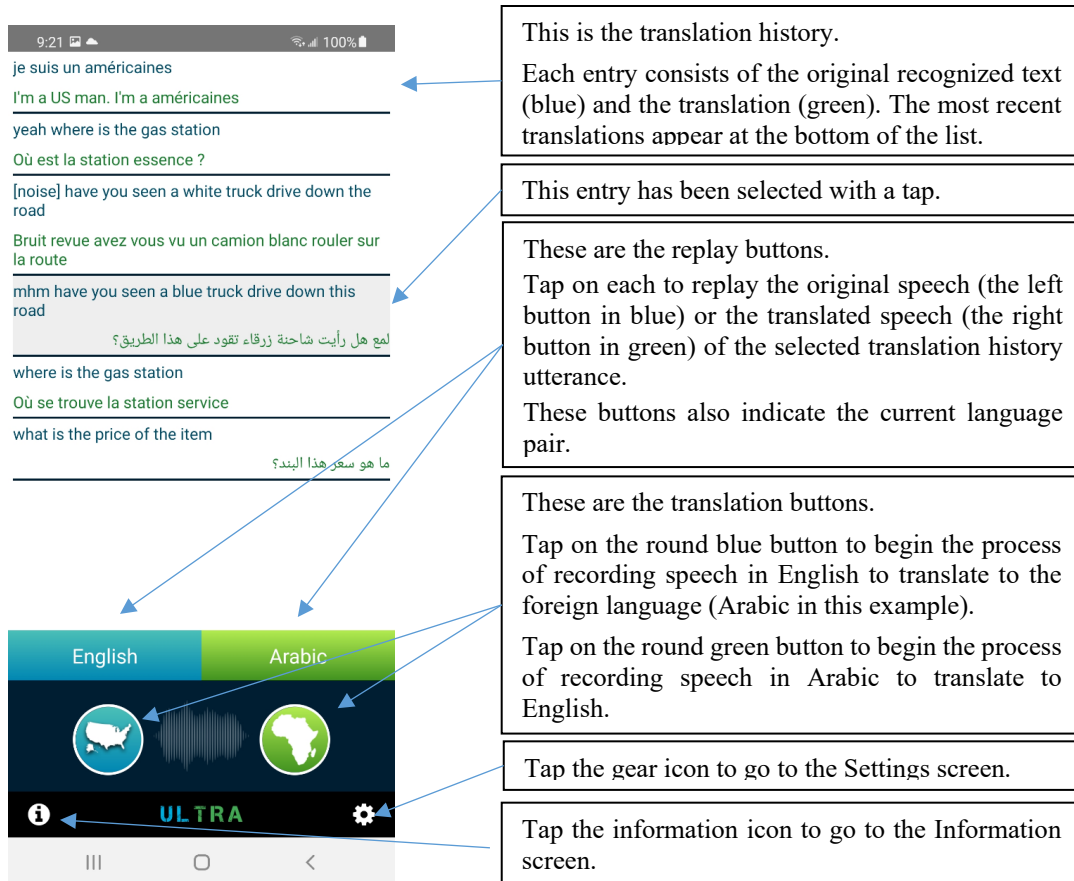 9:21 100%
je suis un américaines
I'm a US man. I'm a américaines
yeah where is the gas station
Où est la station essence ?
[noise] have you seen a white truck drive down the
road
Bruit revue avez vous vu un camion blanc rouler sur
la route
mhm have you seen a blue truck drive down this
road
لمع هل رأيت شاحنة زرقاء تقود على هذا الطريق؟
where is the gas station
Où se trouve la station service
what is the price of the item
ما هو سعر هذا البند؟
English Arabic
ULTRA
This is the translation history.
Each entry consists of the original recognized text
(blue) and the translation (green). The most recent
translations appear at the bottom of the list.
This entry has been selected with a tap.
These are the replay buttons.
Tap on each to replay the original speech (the left
button in blue) or the translated speech (the right
button in green) of the selected translation history
utterance.
These buttons also indicate the current language
pair.
These are the translation buttons.
Tap on the round blue button to begin the process
of recording speech in English to translate to the
foreign language (Arabic in this example).
Tap on the round green button to begin the process
of recording speech in Arabic to translate to
English.
Tap the gear icon to go to the Settings screen.
Tap the information icon to go to the Information
screen.